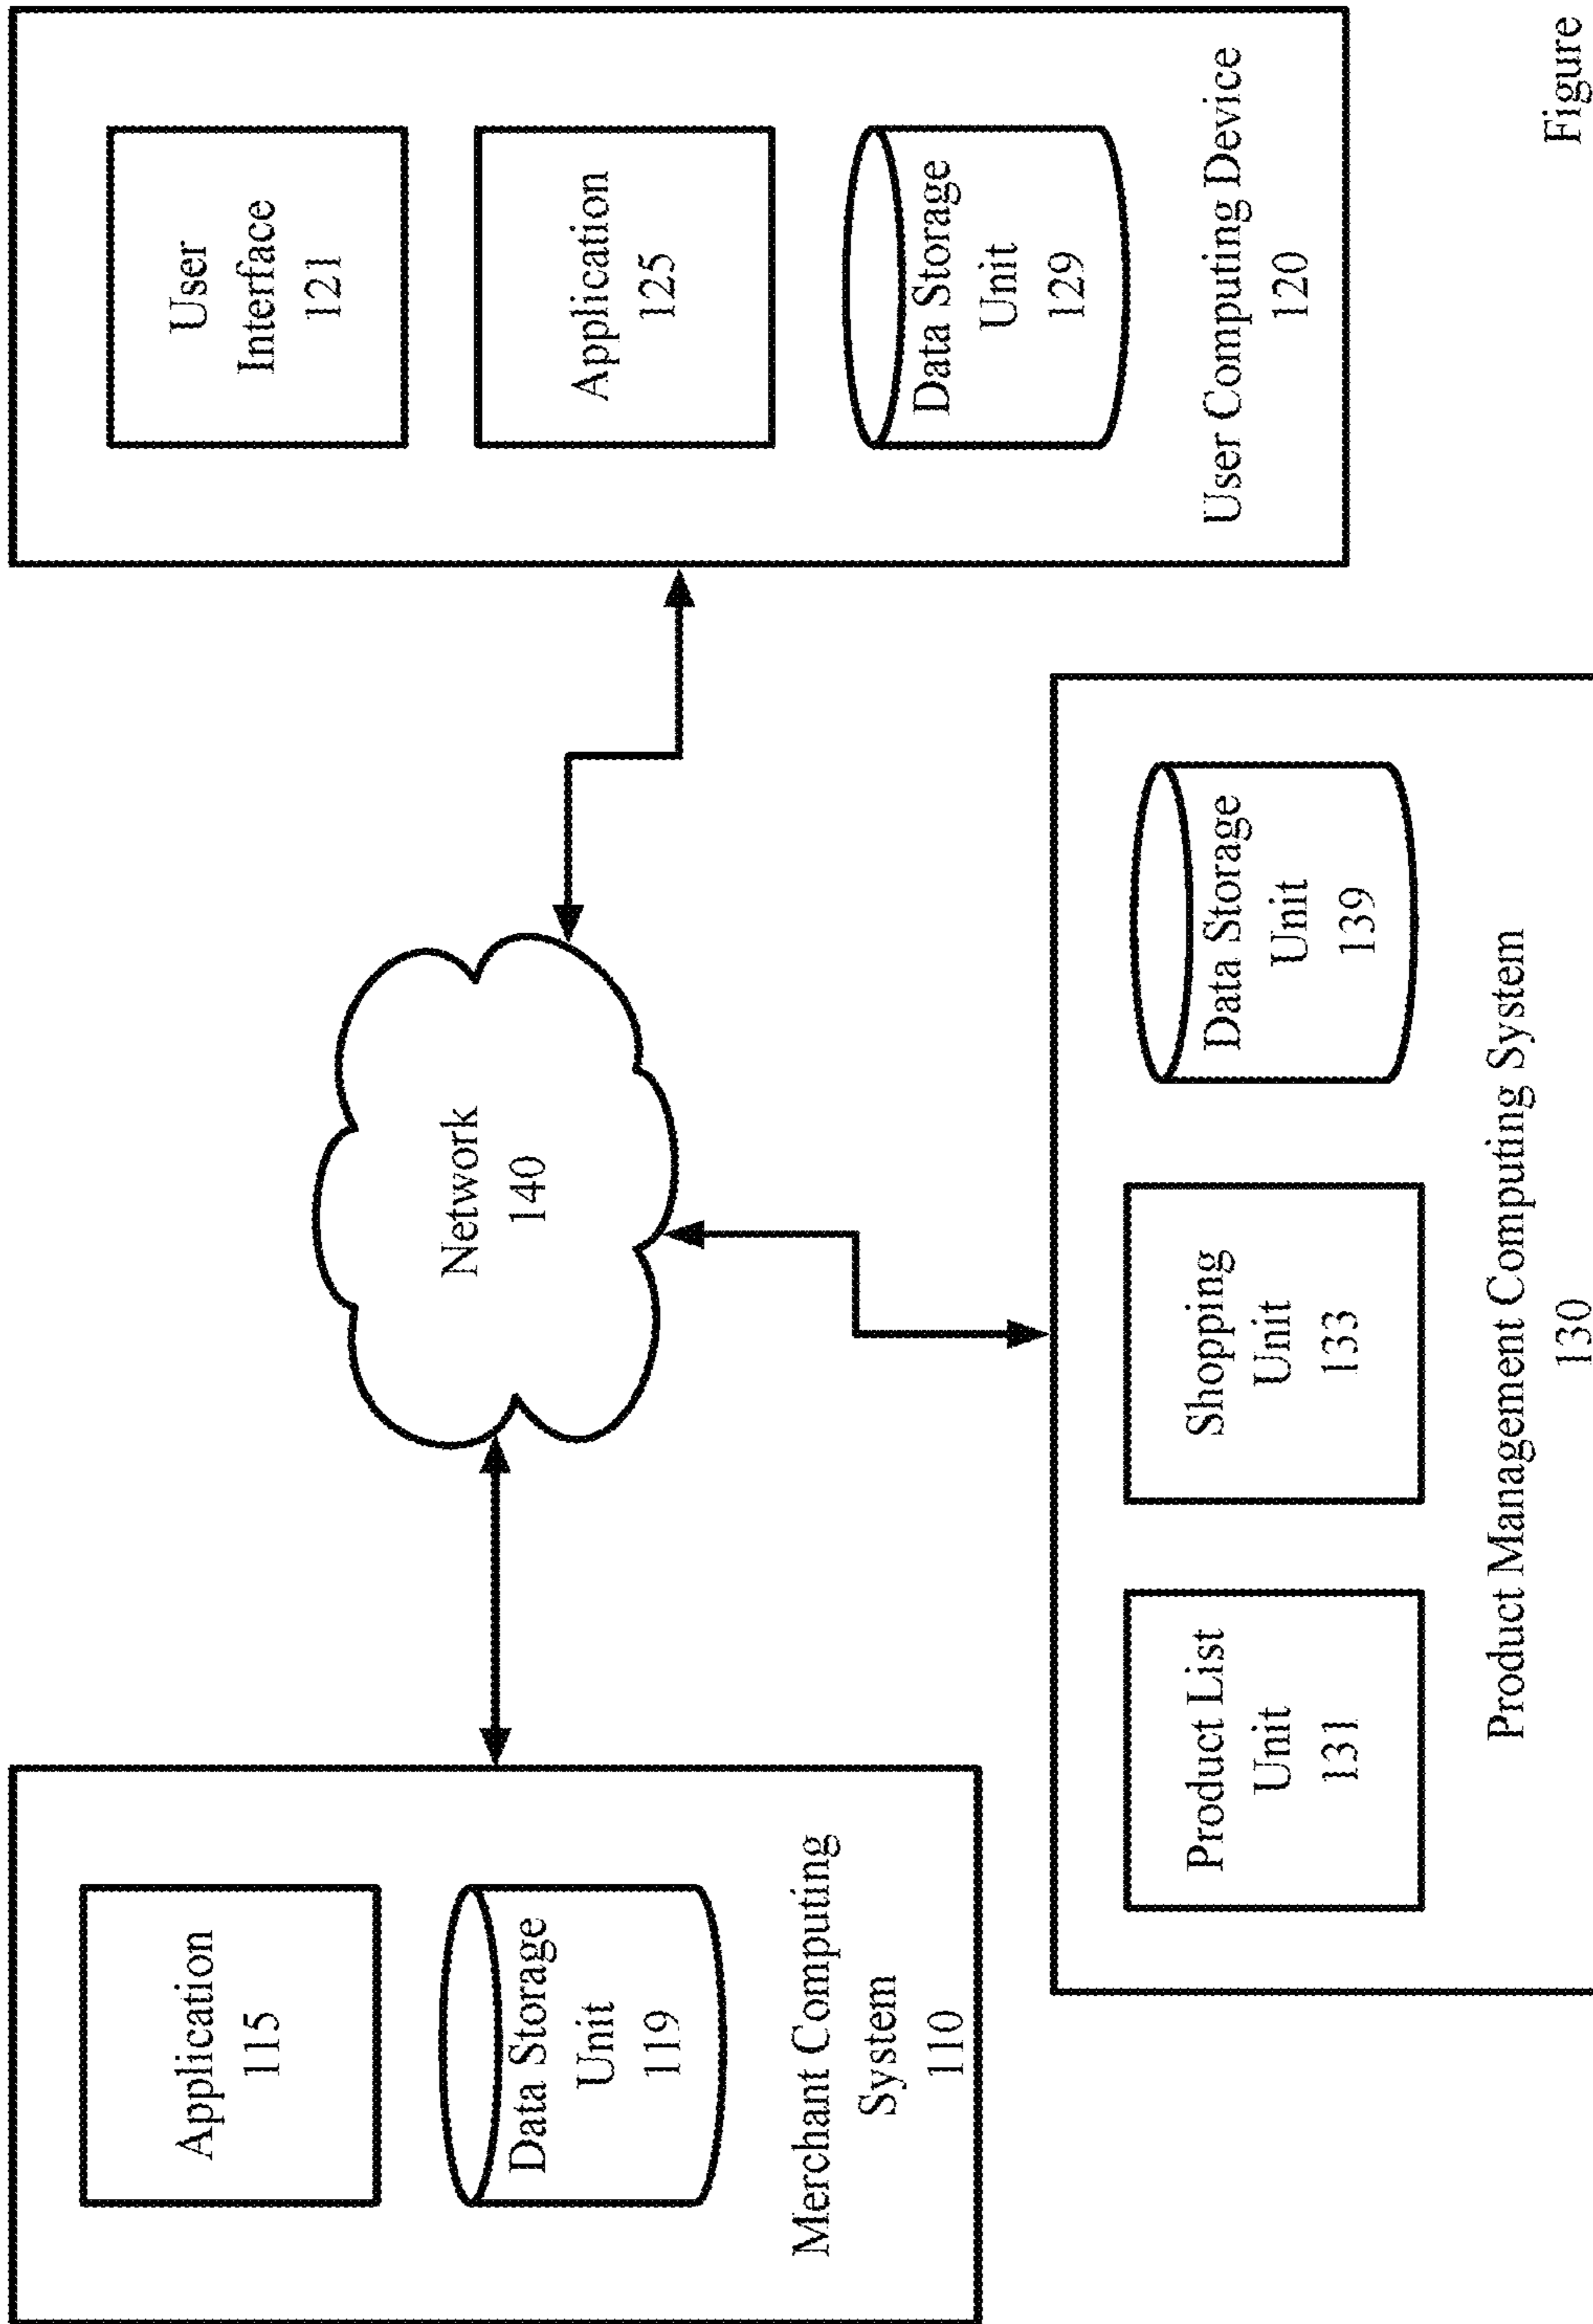 Application
115
Data Storage
Unit
119
Merchant Computing
System
110
Network
140
User
Interface
121
Application
125
Data Storage
Unit
129
User Computing Device
120
Product List
Unit
131
Shopping
Unit
133
Data Storage
Unit
139
Product Management Computing System
130
Figure